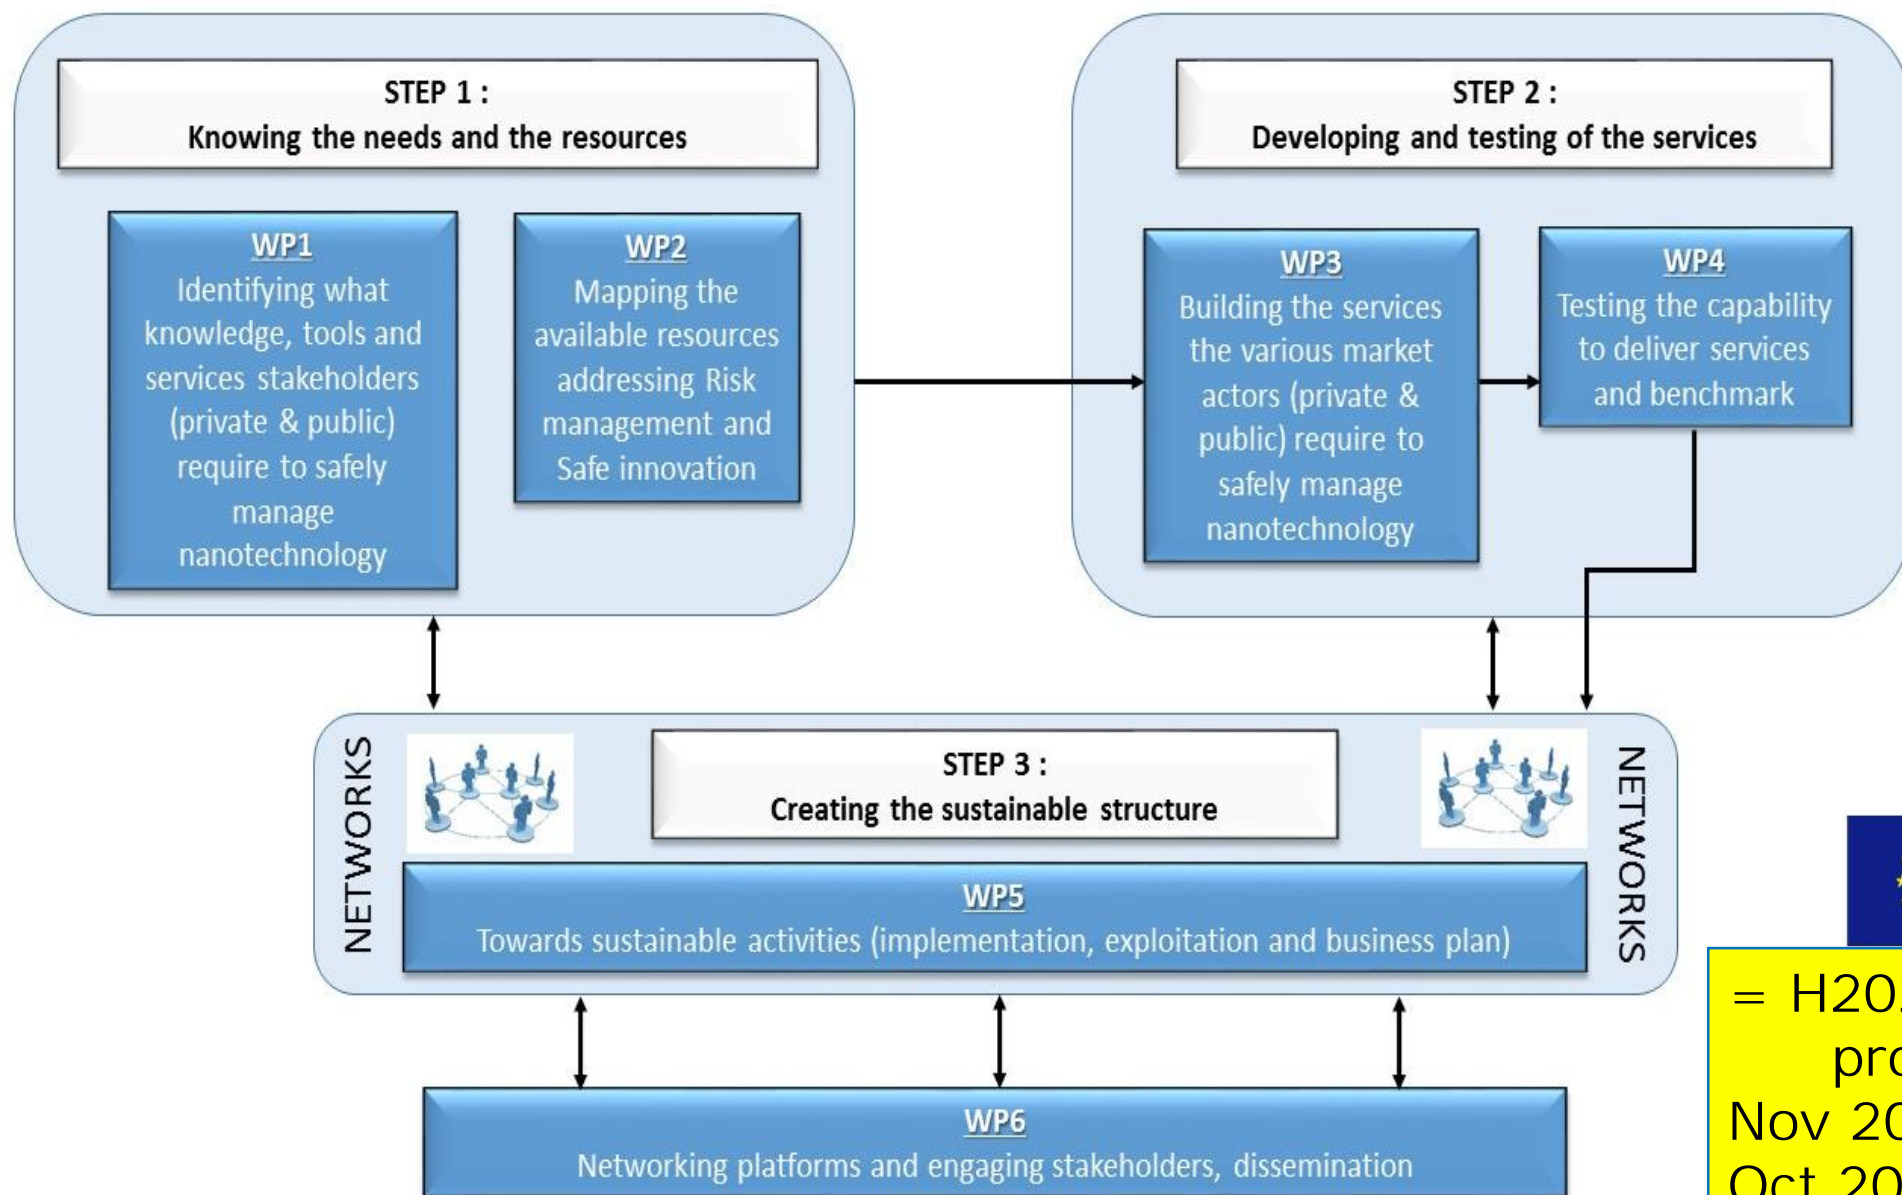 STEP 1 :
Knowing the needs and the resources
WP1
Identifying what
knowledge, tools and
services stakeholders
(private & public)
require to safely
manage
nanotechnology
WP2
Mapping the
available resources
addressing Risk
management and
Safe innovation
STEP 2 :
Developing and testing of the services
WP3
Building the services
the various market
actors (private &
public) require to
safely manage
nanotechnology
WP4
Testing the capability
to deliver services
and benchmark
NETWORKS
STEP 3 :
Creating the sustainable structure
NETWORKS
WP5
Towards sustainable activities (implementation, exploitation and business plan)
WP6
Networking platforms and engaging stakeholders, dissemination
=
Nov
Oct